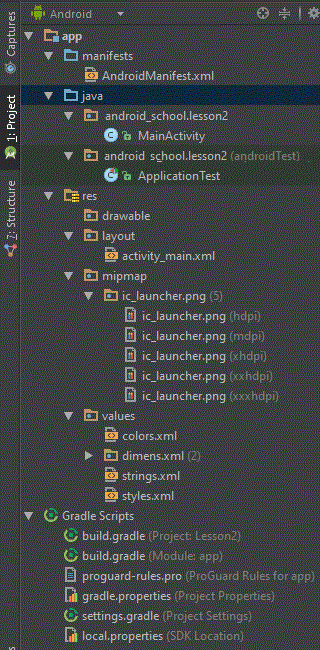 Android
Captures
1: Project
7: Structure
app
manifests
AndroidManifest.xml
java
android_school.lesson2
MainActivity
android_school.lesson2 (androidTest)
ApplicationTest
res
drawable
layout
activity_main.xml
mipmap
ic_launcher.png (5)
ic_launcher.png (hdpi)
ic_launcher.png (mdpi)
ic_launcher.png (xhdpi)
ic_launcher.png (xxhdpi)
ic_launcher.png (xxxhdpi)
values
colors.xml
dimens.xml (2)
strings.xml
styles.xml
Gradle Scripts
build.gradle (Project: Lesson2)
build.gradle (Module: app)
proguard-rules.pro (ProGuard Rules for app)
gradle.properties (Project Properties)
settings.gradle (Project Settings)
local.properties (SDK Location)